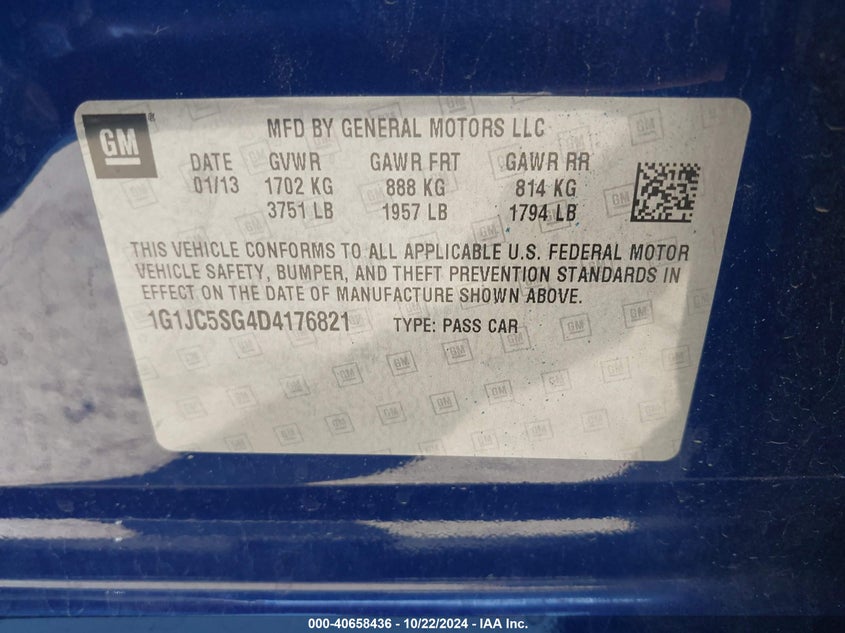 GM
MFD BY GENERAL MOTORS LLC
DATE GVWR GAWR FRT GAWR RR
01/13 1702 KG 888 KG 814 KG
3751 LB 1957 LB 1794 LB
THIS VEHICLE CONFORMS TO ALL APPLICABLE U.S. FEDERAL MOTOR
VEHICLE SAFETY, BUMPER, AND THEFT PREVENTION STANDARDS IN
EFFECT ON THE DATE OF MANUFACTURE SHOWN ABOVE.
1G1JC5SG4D4176821 TYPE: PASS CAR
000-40658436 - 10/22/2024 - IAA Inc.